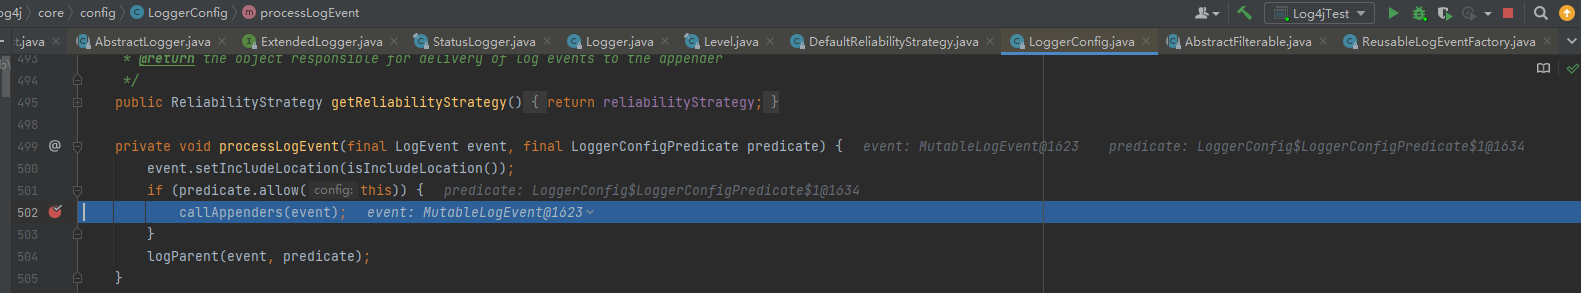 og4j core config LoggerConfig processLogEvent Log4jTest
t.java AbstractLogger.java ExtendedLogger.java StatusLogger.java Logger.java Level.java DefaultReliabilityStrategy.java LoggerConfig.java AbstractFilterable.java ReusableLogEventFactory.java
493 * @return the object responsible for delivery of log events to the appender
494 */
495 public ReliabilityStrategy getReliabilityStrategy() { return reliabilityStrategy; }
498
499 @ private void processLogEvent(final LogEvent event, final LoggerConfigPredicate predicate) { event: MutableLogEvent@1623 predicate: LoggerConfig$LoggerConfigPredicate$1@1634
500 event.setIncludeLocation(isIncludeLocation());
501 if (predicate.allow( config: this)) { predicate: LoggerConfig$LoggerConfigPredicate$1@1634
502 callAppenders(event); event: MutableLogEvent@1623
503 }
504 logParent(event, predicate);
505 }